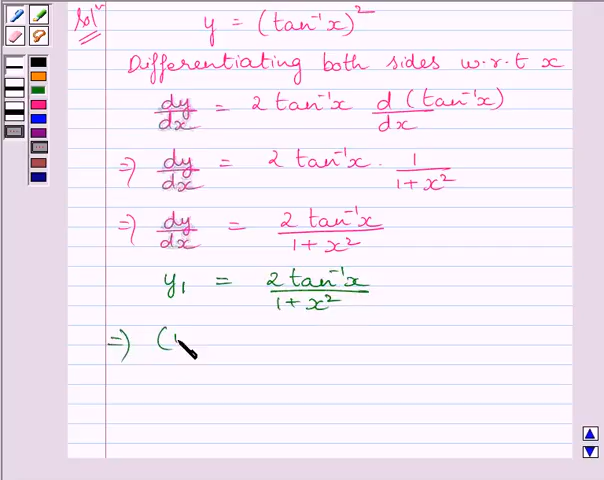 Solⁿ y = (tan⁻¹x)²
Differentiating both sides w.r.t x
dy/dx = 2 tan⁻¹x d(tan⁻¹x)/dx
⇒ dy/dx = 2 tan⁻¹x · 1/(1+x²)
⇒ dy/dx = 2 tan⁻¹x/(1+x²)
y₁ = 2 tan⁻¹x/(1+x²)
⇒ (1